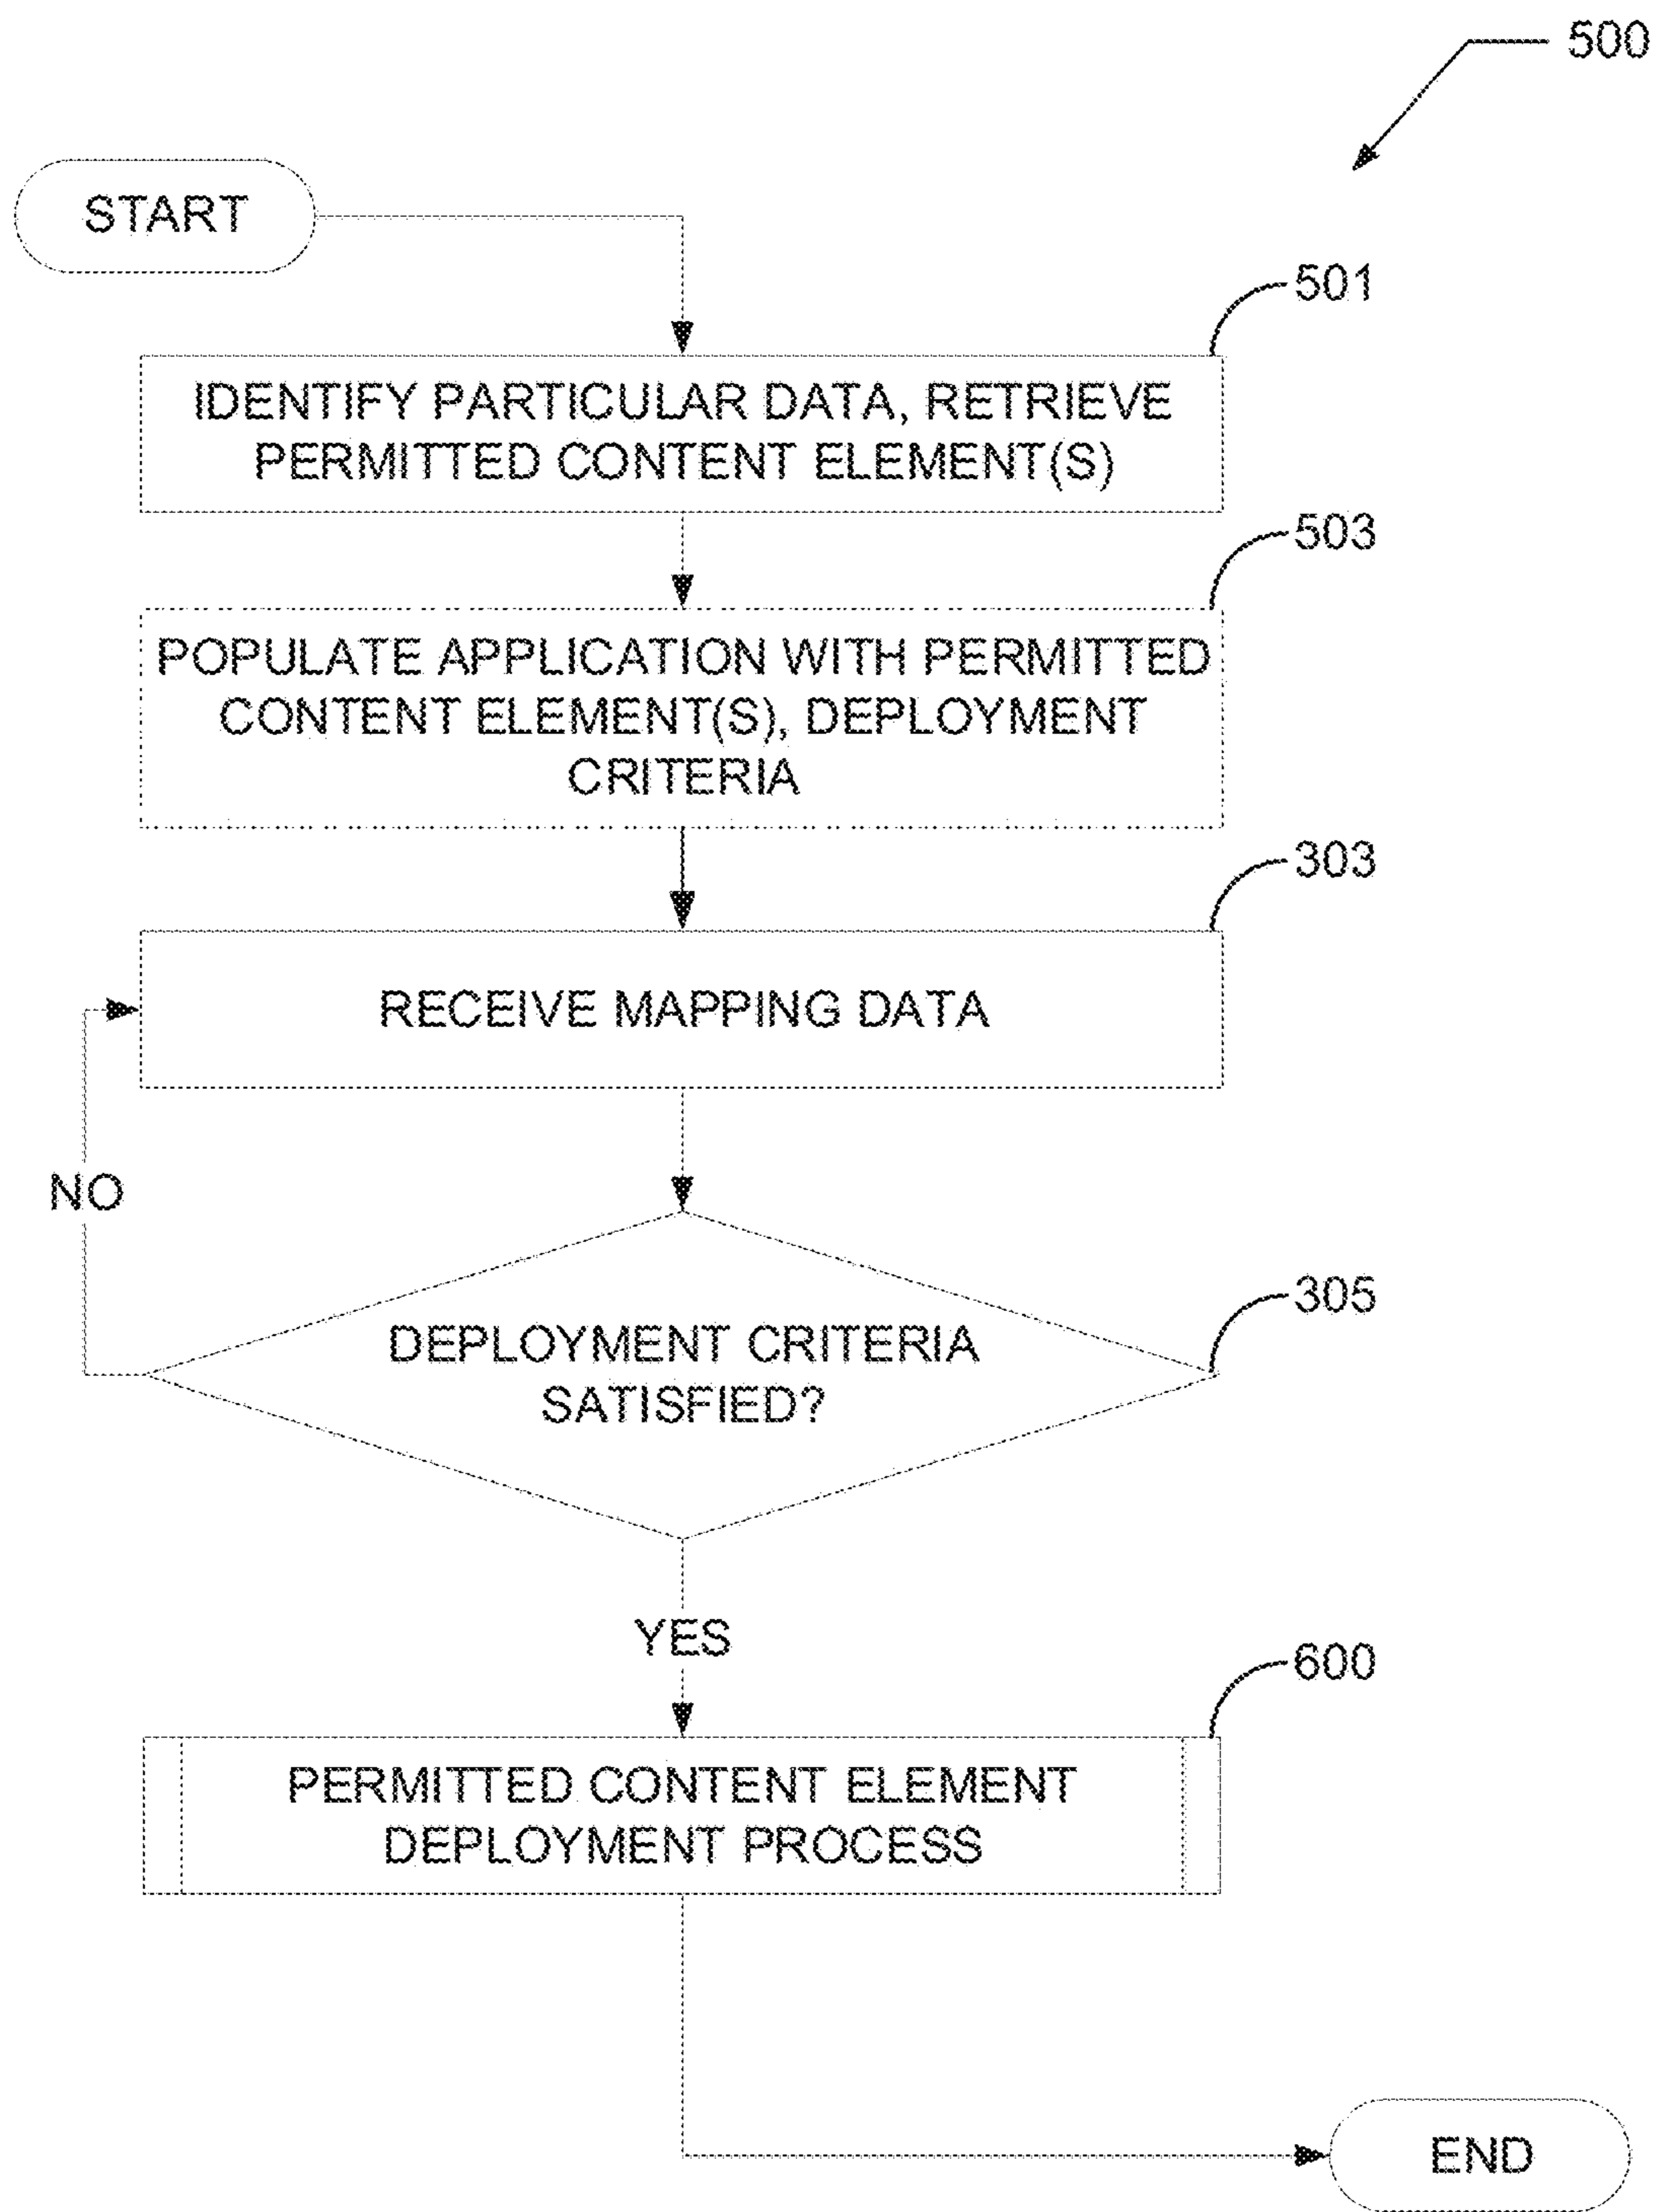 500
START
501
IDENTIFY PARTICULAR DATA, RETRIEVE
PERMITTED CONTENT ELEMENT(S)
503
POPULATE APPLICATION WITH PERMITTED
CONTENT ELEMENT(S), DEPLOYMENT
CRITERIA
303
RECEIVE MAPPING DATA
NO
305
DEPLOYMENT CRITERIA
SATISFIED?
YES
600
PERMITTED CONTENT ELEMENT
DEPLOYMENT PROCESS
END